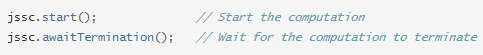 jssc.start();              // Start the computation
jssc.awaitTermination();   // Wait for the computation to terminate